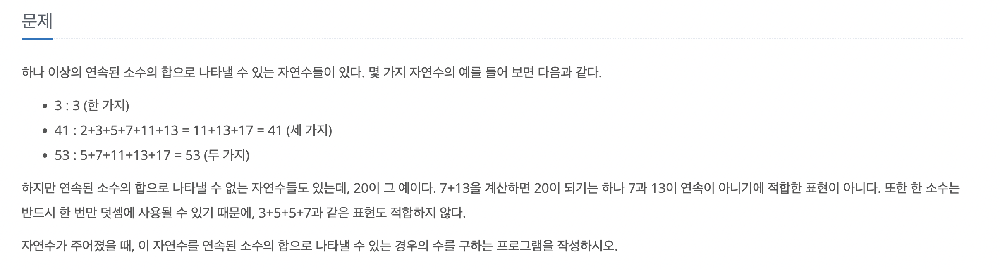 문제
하나 이상의 연속된 소수의 합으로 나타낼 수 있는 자연수들이 있다. 몇 가지 자연수의 예를 들어 보면 다음과 같다.
• 3 : 3 (한 가지)
• 41 : 2+3+5+7+11+13 = 11+13+17 = 41 (세 가지)
• 53 : 5+7+11+13+17 = 53 (두 가지)
하지만 연속된 소수의 합으로 나타낼 수 없는 자연수들도 있는데, 20이 그 예이다. 7+13을 계산하면 20이 되기는 하나 7과 13이 연속이 아니기에 적합한 표현이 아니다. 또한 한 소수는
반드시 한 번만 덧셈에 사용될 수 있기 때문에, 3+5+5+7과 같은 표현도 적합하지 않다.
자연수가 주어졌을 때, 이 자연수를 연속된 소수의 합으로 나타낼 수 있는 경우의 수를 구하는 프로그램을 작성하시오.